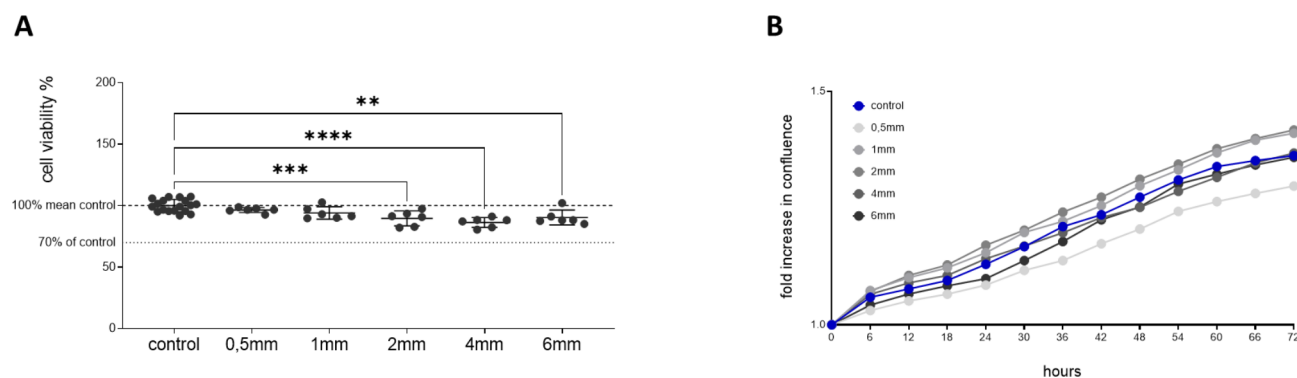 A
cell viability %
200
150
100% mean control
70% of control
50
0
**
****
***
control 0,5mm 1mm 2mm 4mm 6mm
B
fold increase in confluence
1.5
1.0
control
0,5mm
1mm
2mm
4mm
6mm
0 6 12 18 24 30 36 42 48 54 60 66 72
hours